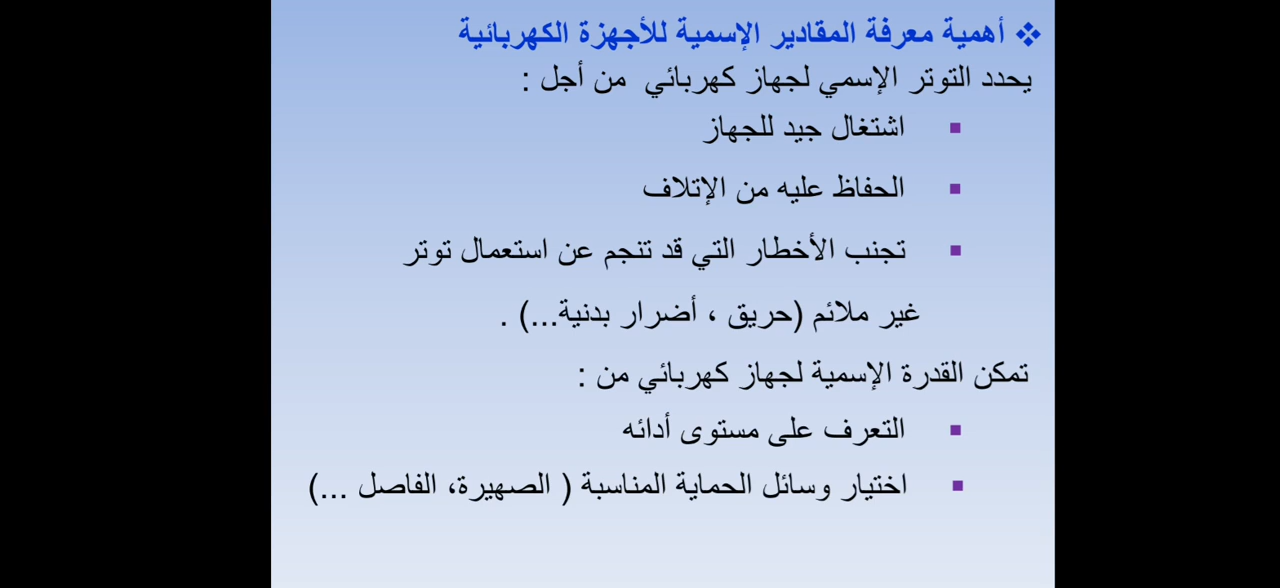 ❖ أهمية معرفة المقادير الإسمية للأجهزة الكهربائية
يحدد التوتر الإسمي لجهاز كهربائي من أجل :
▪ اشتغال جيد للجهاز
▪ الحفاظ عليه من الإتلاف
▪ تجنب الأخطار التي قد تنجم عن استعمال توتر
غير ملائم (حريق ، أضرار بدنية...) .
تمكن القدرة الإسمية لجهاز كهربائي من :
▪ التعرف على مستوى أدائه
▪ اختيار وسائل الحماية المناسبة ( الصهيرة، الفاصل ...)